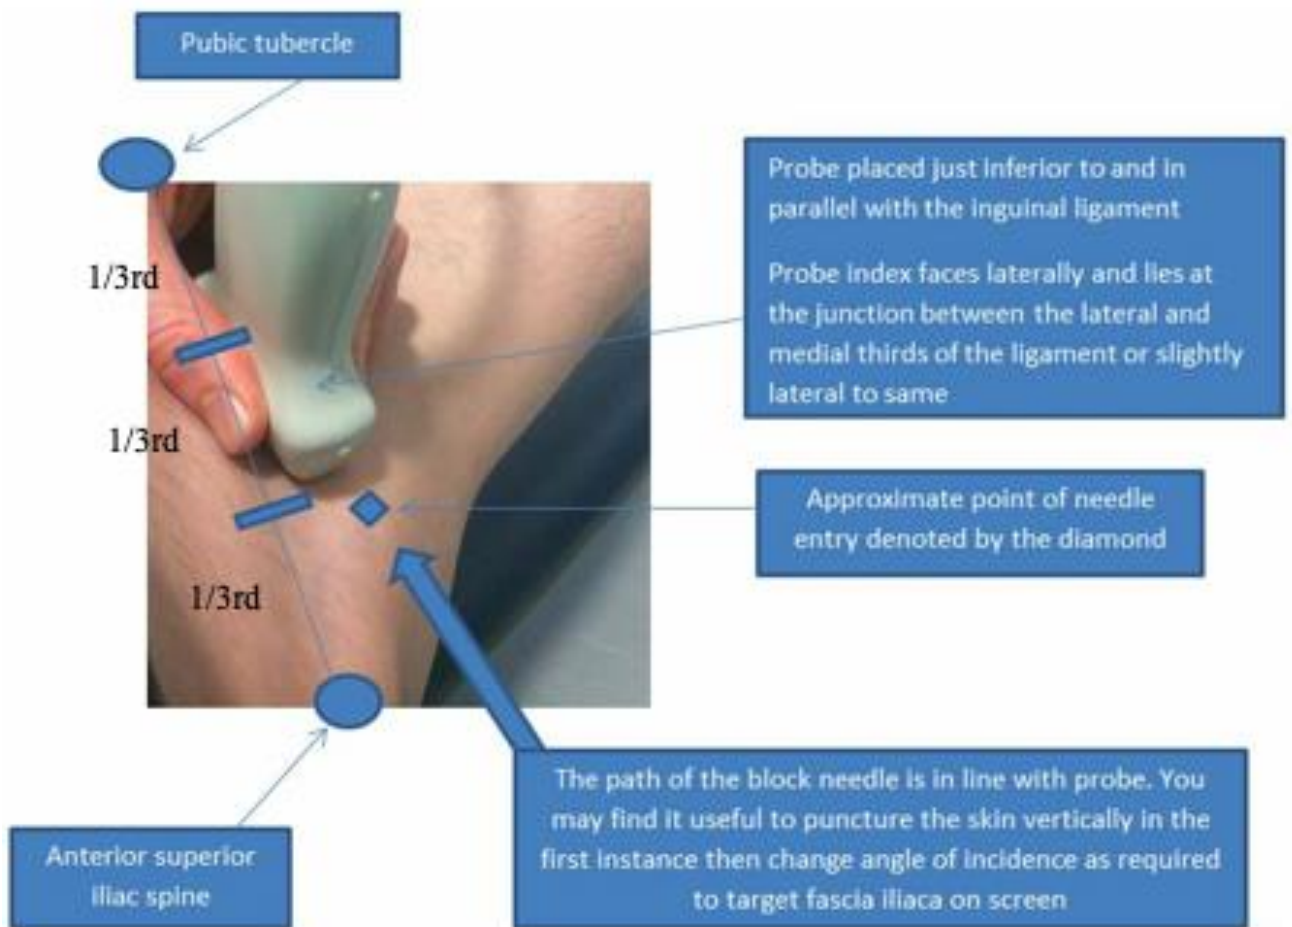 Pubic tubercle
Probe placed just inferior to and in
parallel with the inguinal ligament
Probe index faces laterally and lies at
the junction between the lateral and
medial thirds of the ligament or slightly
lateral to same
1/3rd
1/3rd
Approximate point of needle
entry denoted by the diamond
1/3rd
The path of the block needle is in line with probe. You
may find it useful to puncture the skin vertically in the
first instance then change angle of incidence as required
to target fascia iliaca on screen
Anterior superior
iliac spine